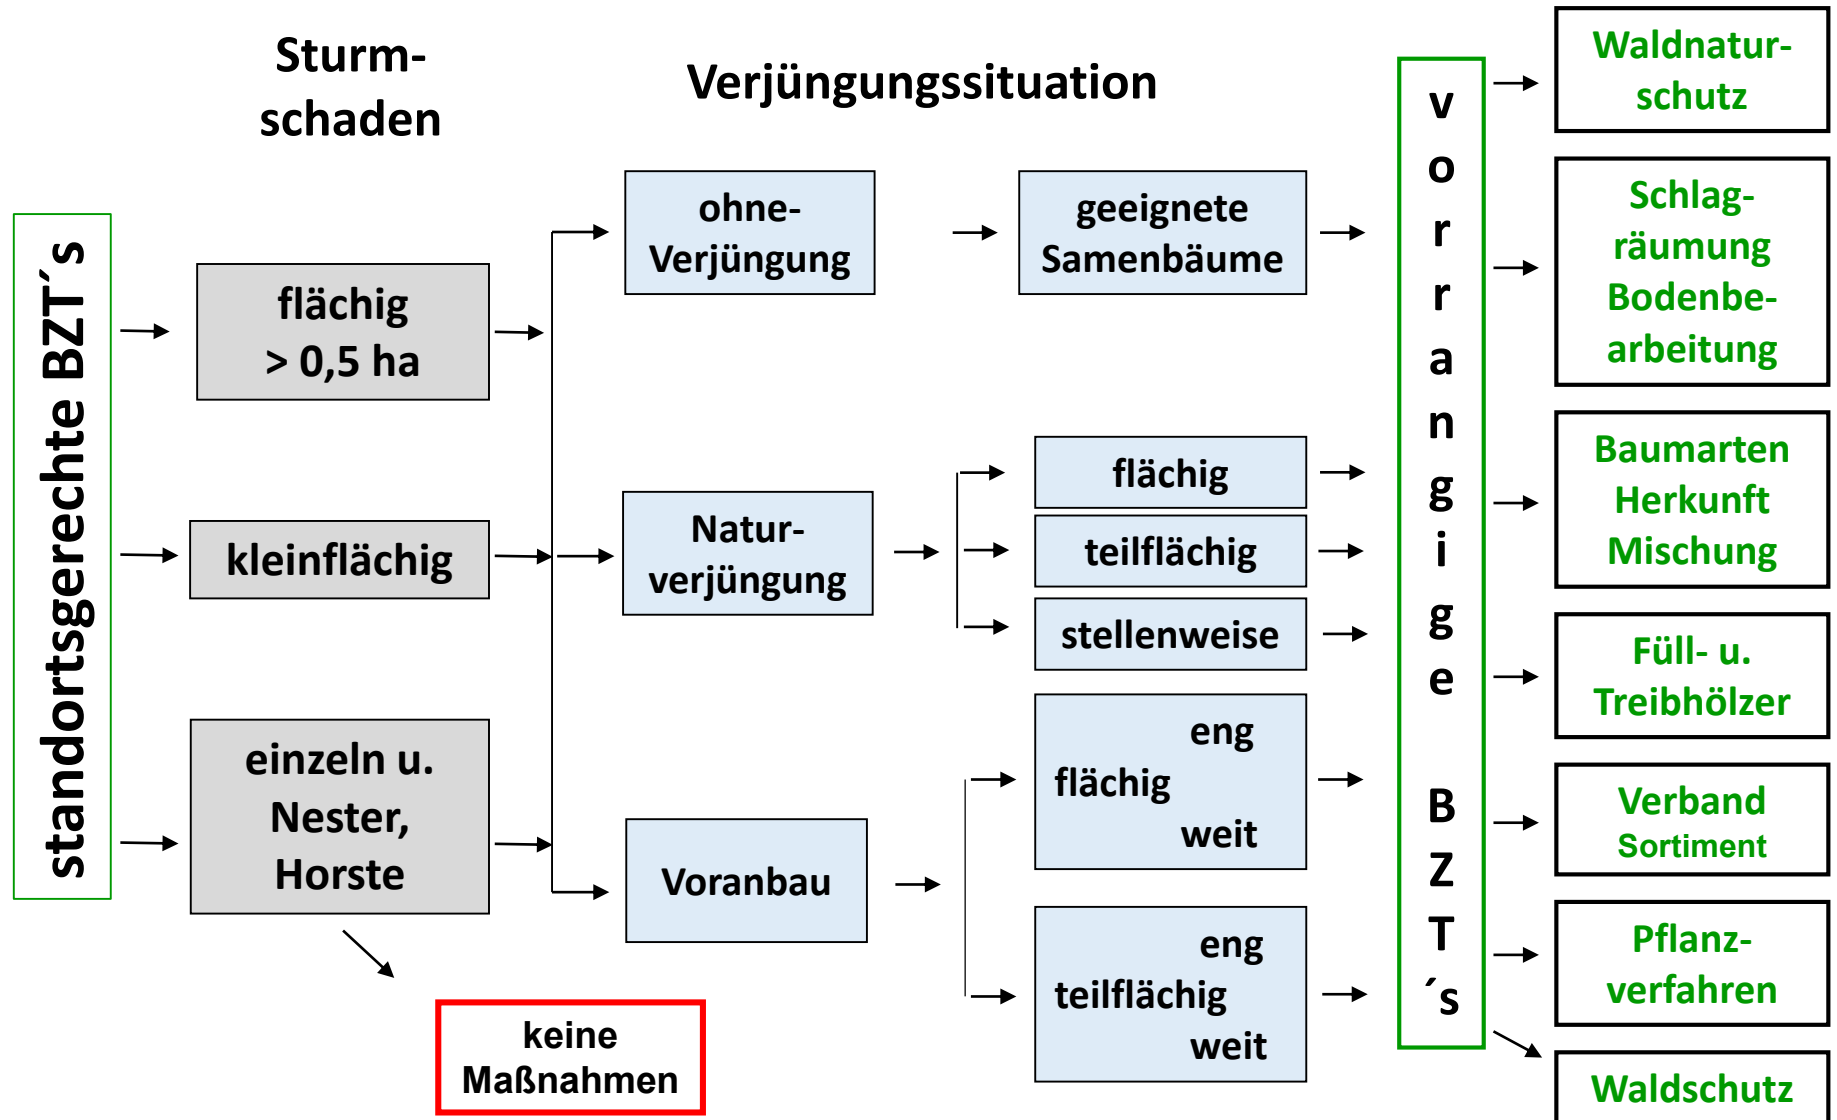 Sturm-
schaden
Verjüngungssituation
standortsgerechte BZT´s
flächig
> 0,5 ha
kleinflächig
einzeln u.
Nester,
Horste
keine
Maßnahmen
ohne-
Verjüngung
geeignete
Samenbäume
Natur-
verjüngung
flächig
teilflächig
stellenweise
Voranbau
eng
flächig
weit
eng
teilflächig
weit
vorrangige BZT´s
Waldnatur-
schutz
Schlag-
räumung
Bodenbe-
arbeitung
Baumarten
Herkunft
Mischung
Füll- u.
Treibhölzer
Verband
Sortiment
Pflanz-
verfahren
Waldschutz